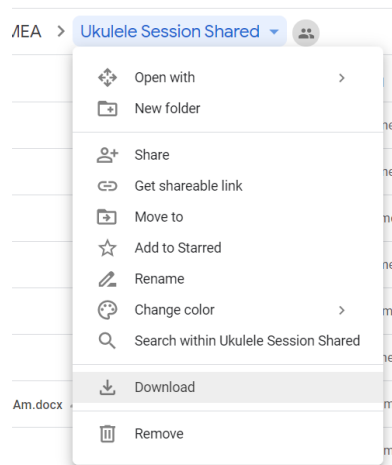 MEA > Ukulele Session Shared
Open with
New folder
Share
Get shareable link
Move to
Add to Starred
Rename
Change color
Search within Ukulele Session Shared
Download
Am.docx
Remove